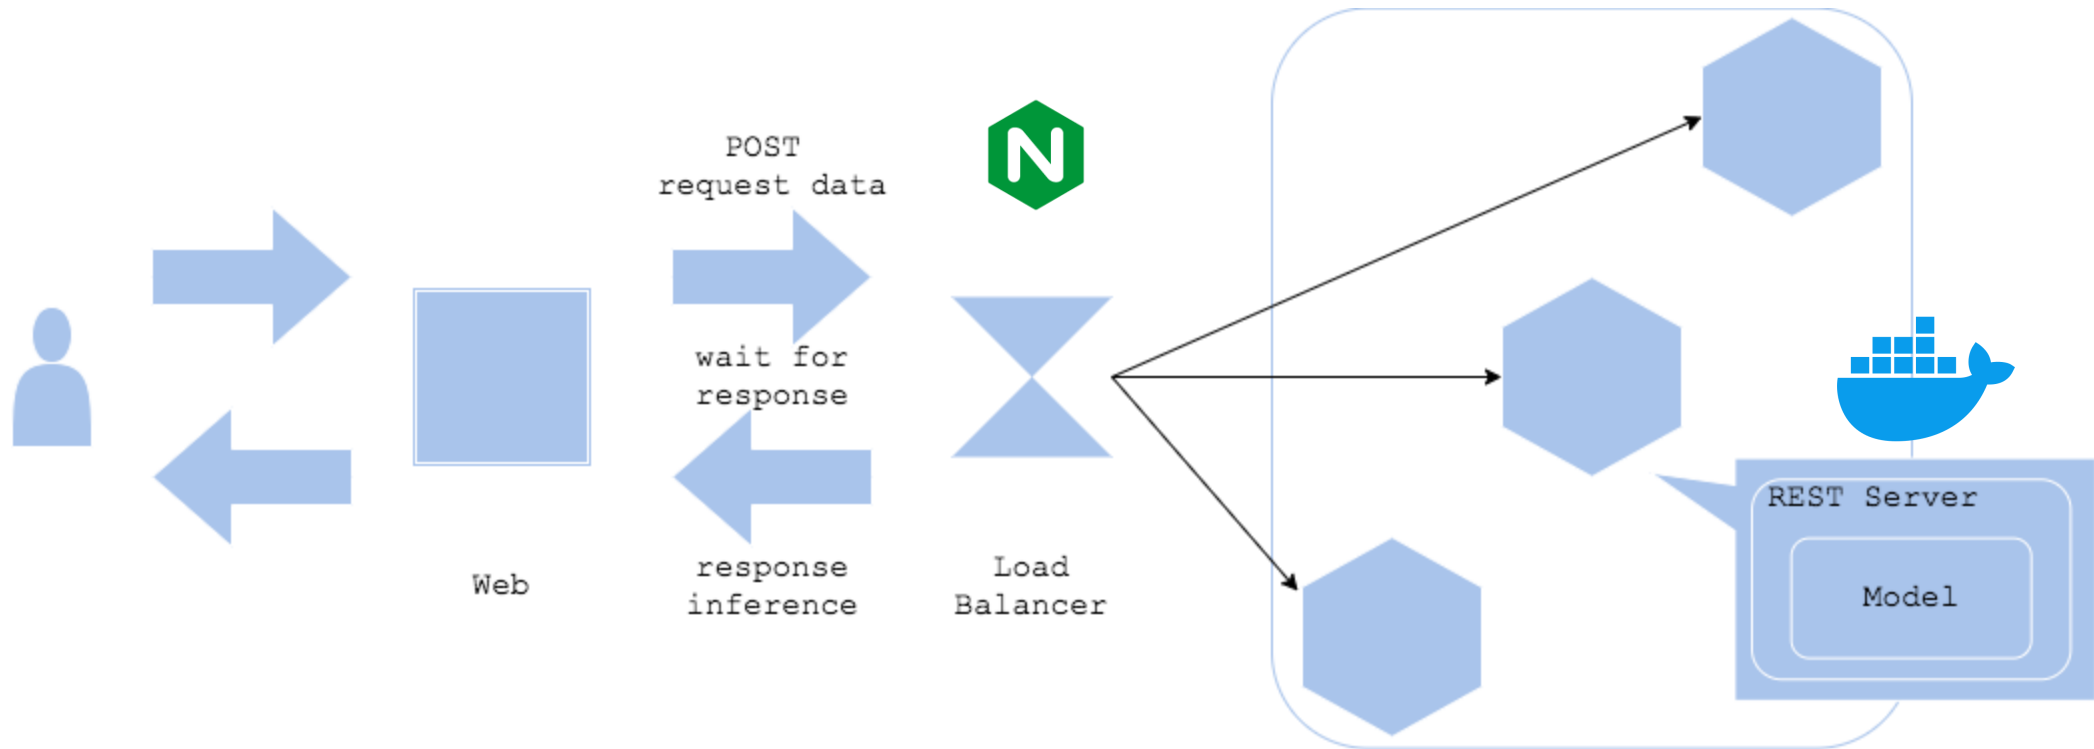 POST
request data
N
wait for
response
REST Server
response
inference
Load
Balancer
Web
Model